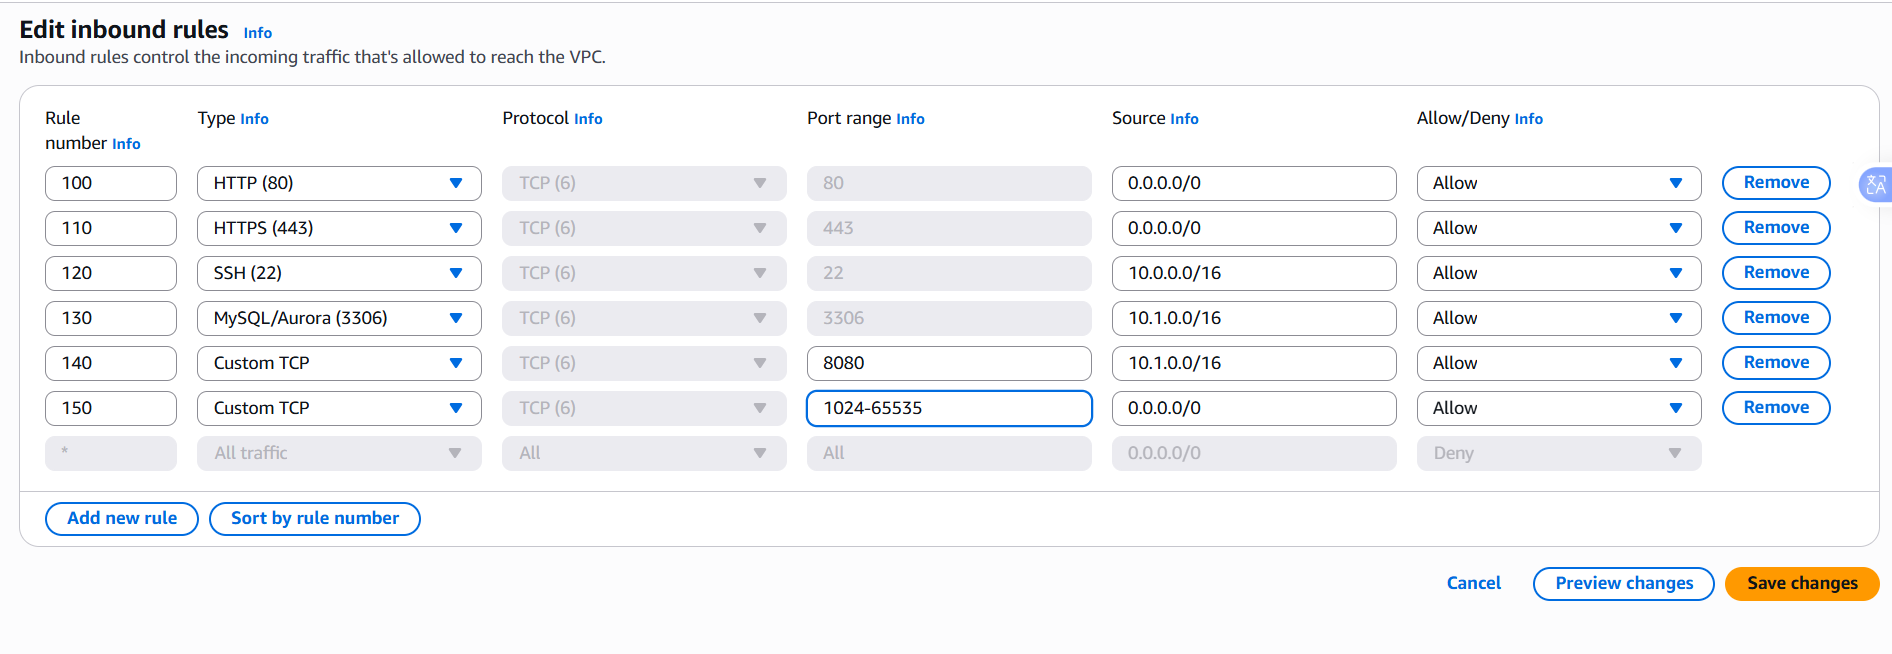 Edit inbound rules Info
Inbound rules control the incoming traffic that's allowed to reach the VPC.
Rule number Info Type Info Protocol Info Port range Info Source Info Allow/Deny Info
100 HTTP (80) TCP (6) 80 0.0.0.0/0 Allow Remove
110 HTTPS (443) TCP (6) 443 0.0.0.0/0 Allow Remove
120 SSH (22) TCP (6) 22 10.0.0.0/16 Allow Remove
130 MySQL/Aurora (3306) TCP (6) 3306 10.1.0.0/16 Allow Remove
140 Custom TCP TCP (6) 8080 10.1.0.0/16 Allow Remove
150 Custom TCP TCP (6) 1024-65535 0.0.0.0/0 Allow Remove
* All traffic All All 0.0.0.0/0 Deny
Add new rule Sort by rule number
Cancel Preview changes Save changes